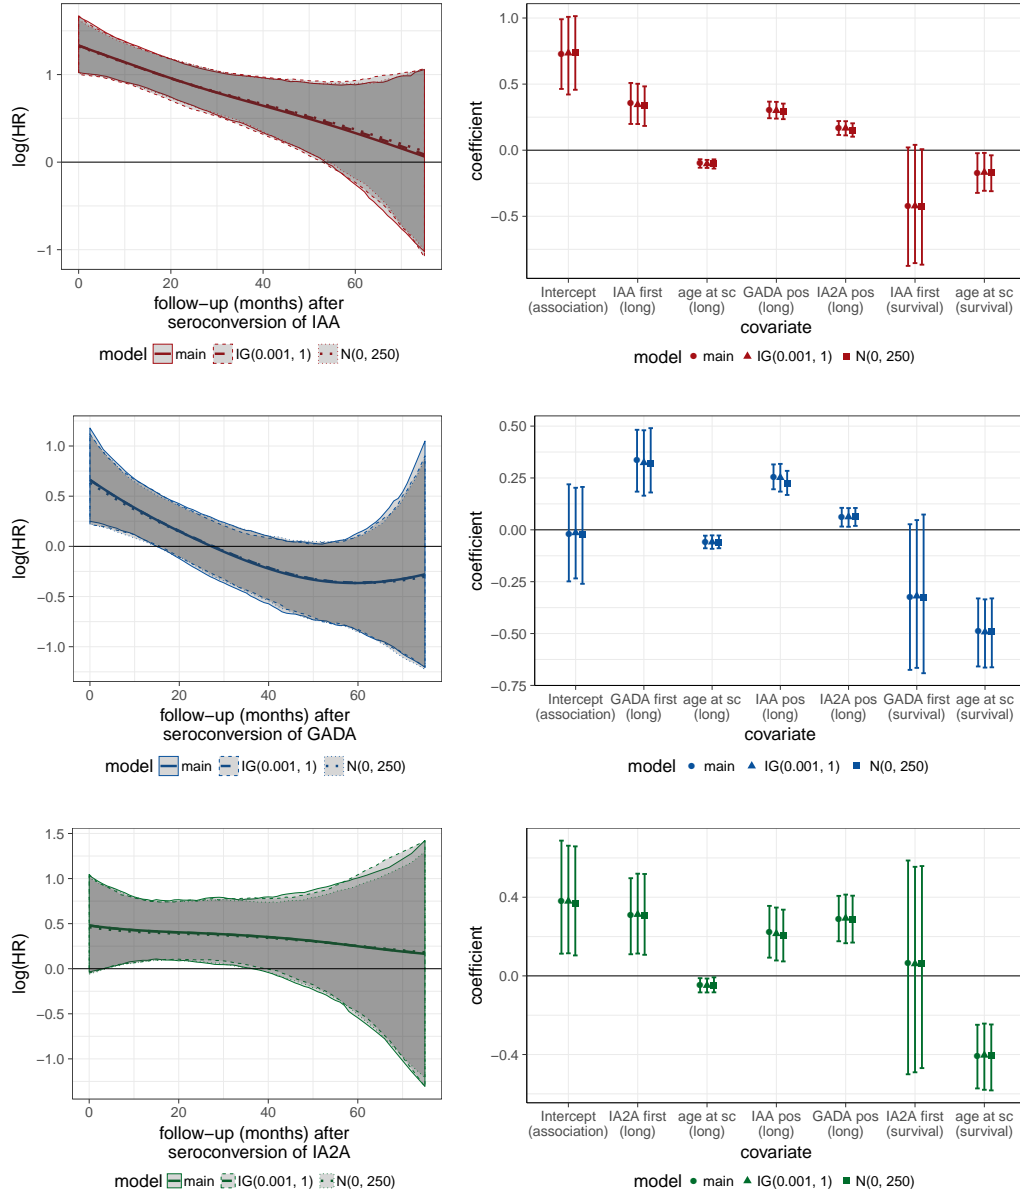 log(HR)
1
0
−1
0
20
40
60
follow−up (months) after
seroconversion of IAA
model main IG(0.001, 1) N(0, 250)
coefficient
1.0
0.5
0.0
−0.5
Intercept
(association)
IAA first
(long)
age at sc
(long)
GADA pos
(long)
IA2A pos
(long)
IAA first
(survival)
age at sc
(survival)
covariate
model main IG(0.001, 1) N(0, 250)
log(HR)
1.0
0.5
0.0
−0.5
−1.0
0
20
40
60
follow−up (months) after
seroconversion of GADA
model main IG(0.001, 1) N(0, 250)
coefficient
0.50
0.25
0.00
−0.25
−0.50
−0.75
Intercept
(association)
GADA first
(long)
age at sc
(long)
IAA pos
(long)
IA2A pos
(long)
GADA first
(survival)
age at sc
(survival)
covariate
model main IG(0.001, 1) N(0, 250)
log(HR)
1.5
1.0
0.5
0.0
−0.5
−1.0
0
20
40
60
follow−up (months) after
seroconversion of IA2A
model main IG(0.001, 1) N(0, 250)
coefficient
0.4
0.0
−0.4
Intercept
(association)
IA2A first
(long)
age at sc
(long)
IAA pos
(long)
GADA pos
(long)
IA2A first
(survival)
age at sc
(survival)
covariate
model main IG(0.001, 1) N(0, 250)